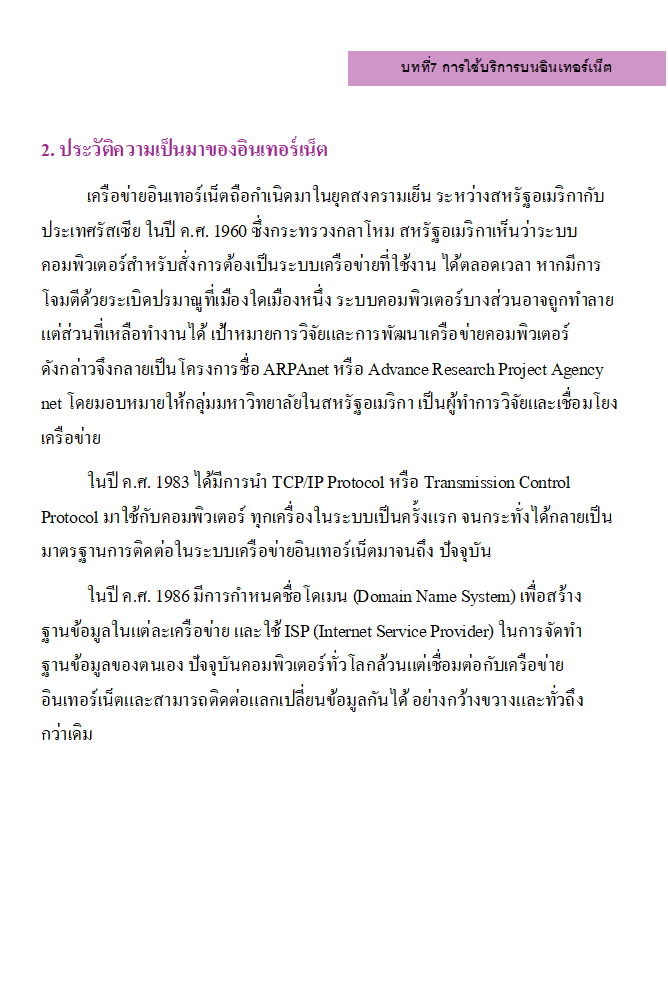 บทที่7 การใช้บริการบนอินเทอร์เน็ต
2. ประวัติความเป็นมาของอินเทอร์เน็ต
เครือข่ายอินเทอร์เน็ตถือกำเนิดมาในยุคสงครามเย็น ระหว่างสหรัฐอเมริกากับ
ประเทศรัสเซีย ในปี ค.ศ. 1960 ซึ่งกระทรวงกลาโหม สหรัฐอเมริกาเห็นว่าระบบ
คอมพิวเตอร์สำหรับสั่งการต้องเป็นระบบเครือข่ายที่ใช้งาน ได้ตลอดเวลา หากมีการ
โจมตีด้วยระเบิดปรมาณูที่เมืองใดเมืองหนึ่ง ระบบคอมพิวเตอร์บางส่วนอาจถูกทำลาย
แต่ส่วนที่เหลือทำงานได้ เป้าหมายการวิจัยและการพัฒนาเครือข่ายคอมพิวเตอร์
ดังกล่าวจึงกลายเป็นโครงการชื่อ ARPAnet หรือ Advance Research Project Agency
net โดยมอบหมายให้กลุ่มมหาวิทยาลัยในสหรัฐอเมริกา เป็นผู้ทำการวิจัยและเชื่อมโยง
เครือข่าย
ในปี ค.ศ. 1983 ได้มีการนำ TCP/IP Protocol หรือ Transmission Control
Protocol มาใช้กับคอมพิวเตอร์ ทุกเครื่องในระบบเป็นครั้งแรก จนกระทั่งได้กลายเป็น
มาตรฐานการติดต่อในระบบเครือข่ายอินเทอร์เน็ตมาจนถึง ปัจจุบัน
ในปี ค.ศ. 1986 มีการกำหนดชื่อโดเมน (Domain Name System) เพื่อสร้าง
ฐานข้อมูลในแต่ละเครือข่าย และใช้ ISP (Internet Service Provider) ในการจัดทำ
ฐานข้อมูลของตนเอง ปัจจุบันคอมพิวเตอร์ทั่วโลกล้วนแต่เชื่อมต่อกับเครือข่าย
อินเทอร์เน็ตและสามารถติดต่อแลกเปลี่ยนข้อมูลกันได้ อย่างกว้างขวางและทั่วถึง
กว่าเดิม